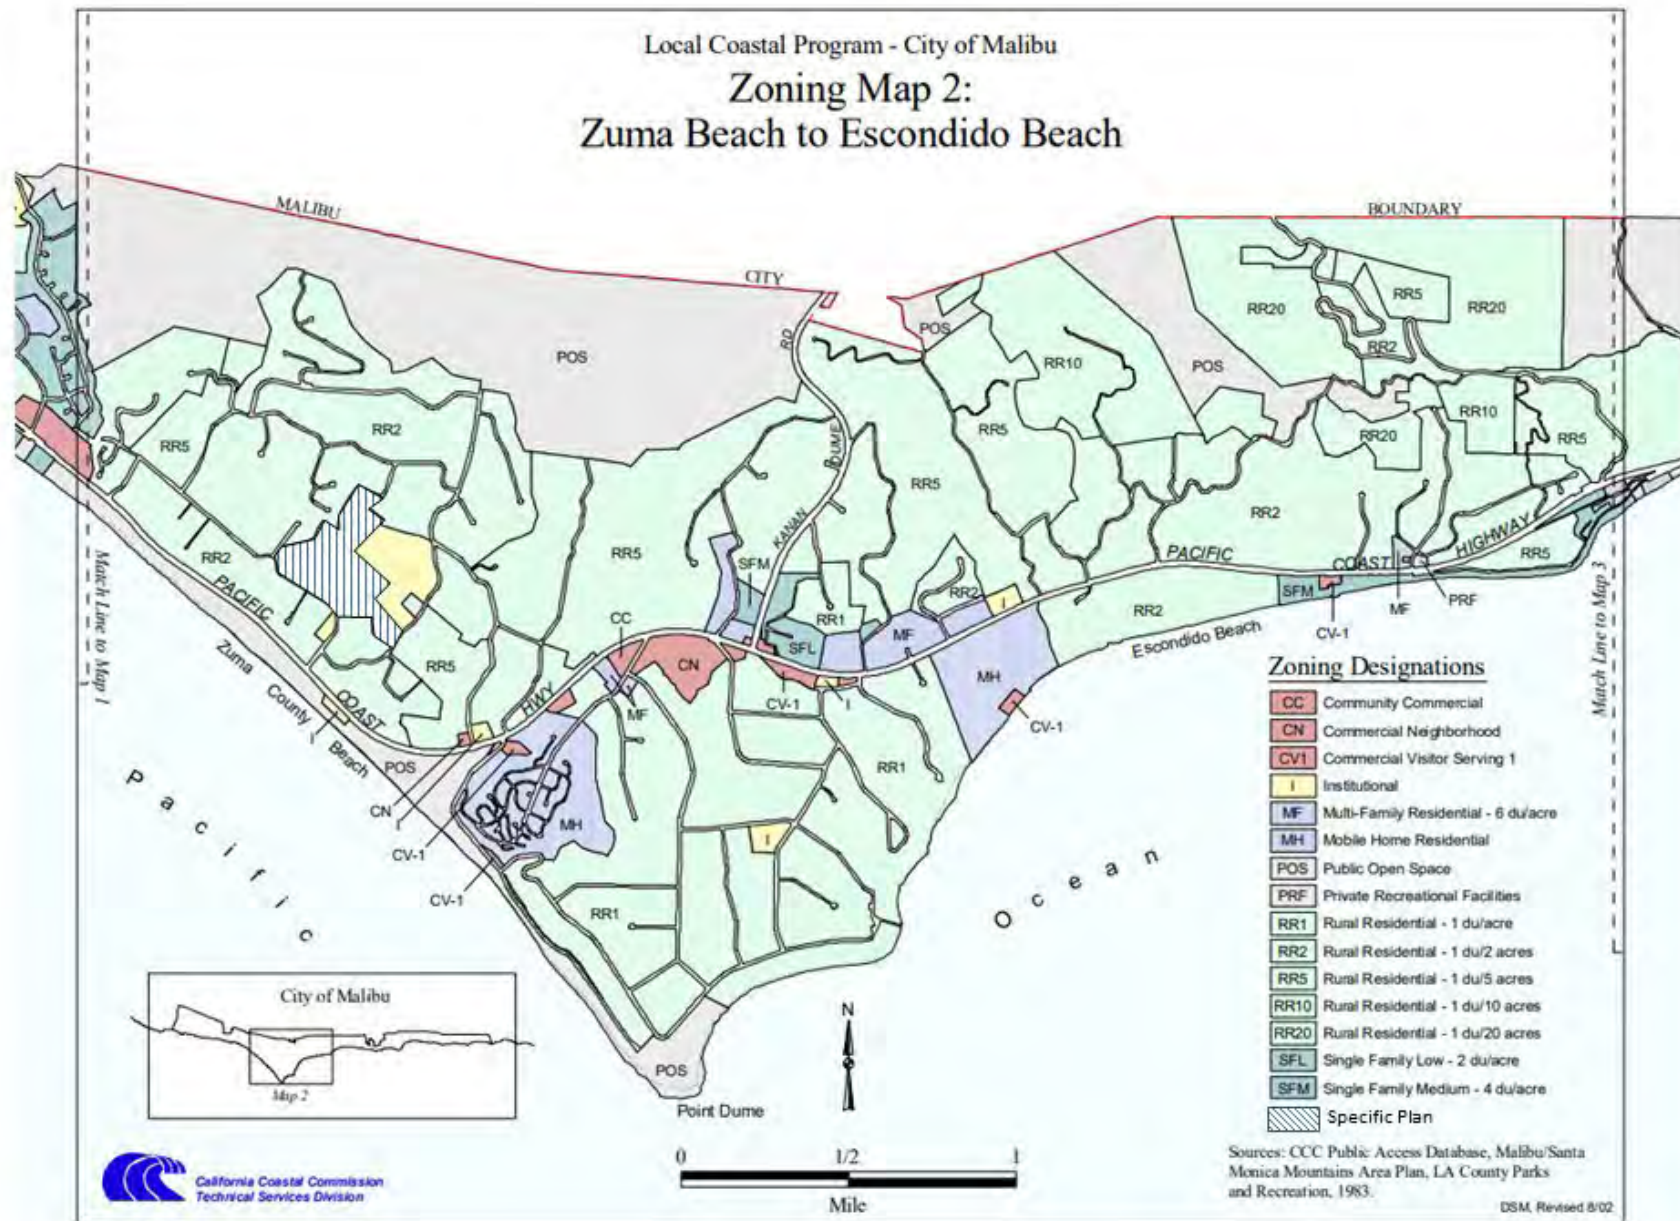 Local Coastal Program - City of Malibu
Zoning Map 2:
Zuma Beach to Escondido Beach
MALIBU
CITY
BOUNDARY
POS
POS
POS
RR20
RR5
RR20
RR2
RR10
RR5
RR2
RD
DUME
KANAN
RR5
RR5
RR20
RR10
RR5
RR2
RR5
SFM
RR1
RR2
I
MF
SFL
RR2
PACIFIC
COAST
HIGHWAY
RR5
SFM
MF
PRF
CV-1
RR2
Escondido Beach
PACIFIC
COAST
HWY
RR5
CC
CN
MF
CV-1
I
MH
CV-1
Zuma
County
Beach
I
POS
CN
I
CV-1
CV-1
MH
RR1
I
RR1
POS
Point Dume
Pacific
Ocean
Match Line to Map 1
Match Line to Map 3
Zoning Designations
CC Community Commercial
CN Commercial Neighborhood
CV1 Commercial Visitor Serving 1
I Institutional
MF Multi-Family Residential - 6 du/acre
MH Mobile Home Residential
POS Public Open Space
PRF Private Recreational Facilities
RR1 Rural Residential - 1 du/acre
RR2 Rural Residential - 1 du/2 acres
RR5 Rural Residential - 1 du/5 acres
RR10 Rural Residential - 1 du/10 acres
RR20 Rural Residential - 1 du/20 acres
SFL Single Family Low - 2 du/acre
SFM Single Family Medium - 4 du/acre
Specific Plan
City of Malibu
Map 2
N
0 1/2 1
Mile
California Coastal Commission
Technical Services Division
Sources: CCC Public Access Database, Malibu/Santa
Monica Mountains Area Plan, LA County Parks
and Recreation, 1983.
DSM, Revised 8/02